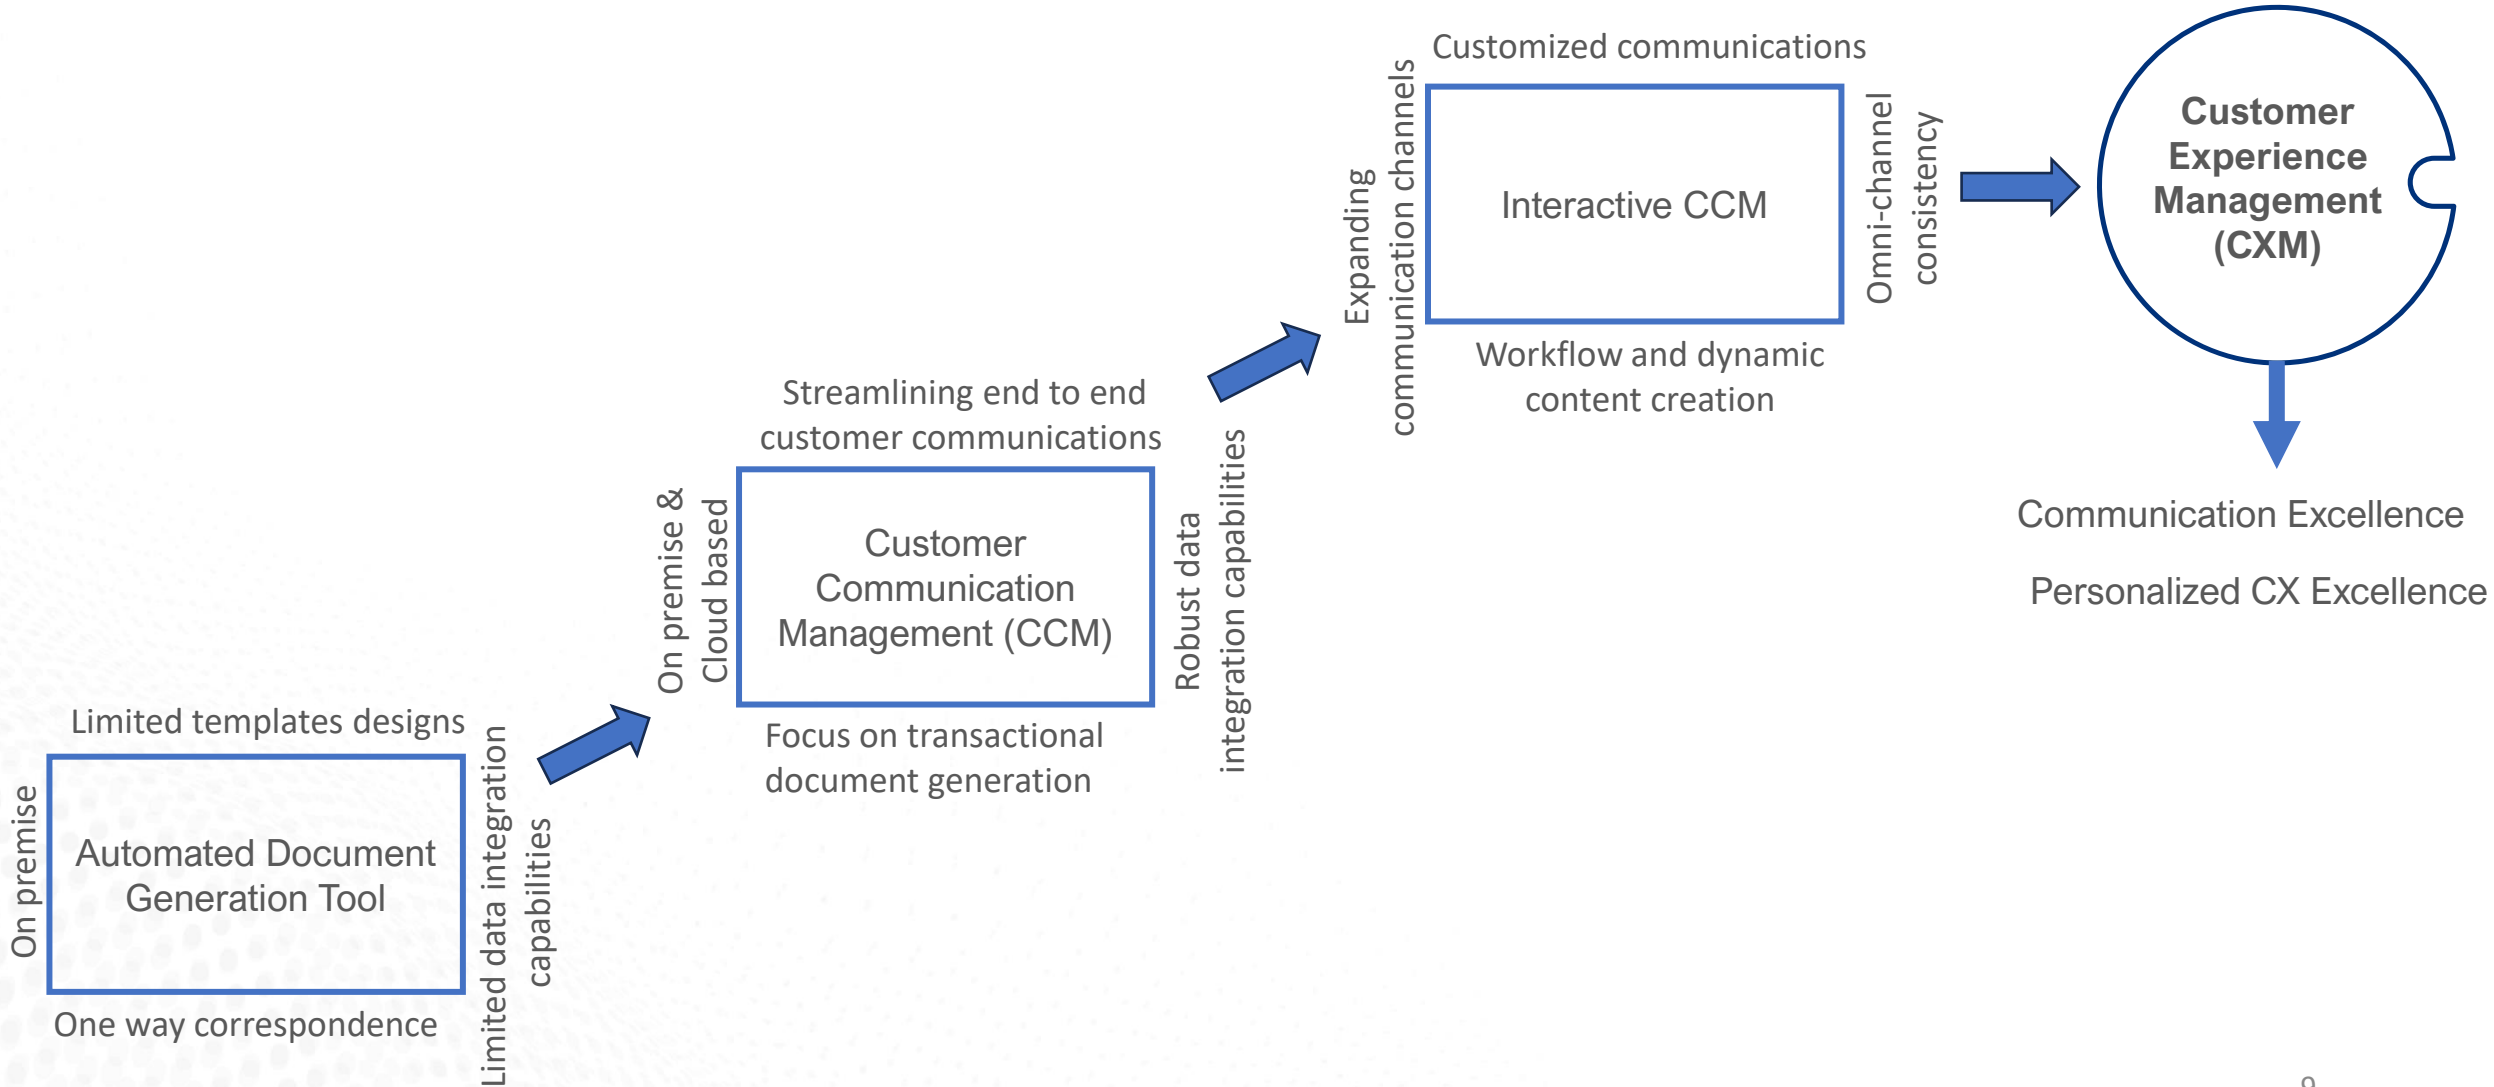 Limited templates designs
On premise
Automated Document
Generation Tool
Limited data integration
capabilities
One way correspondence
Streamlining end to end
customer communications
On premise &
Cloud based
Customer
Communication
Management (CCM)
Robust data
integration capabilities
Focus on transactional
document generation
Customized communications
Expanding
communication channels
Interactive CCM
Omni-channel
consistency
Workflow and dynamic
content creation
Customer
Experience
Management
(CXM)
Communication Excellence
Personalized CX Excellence